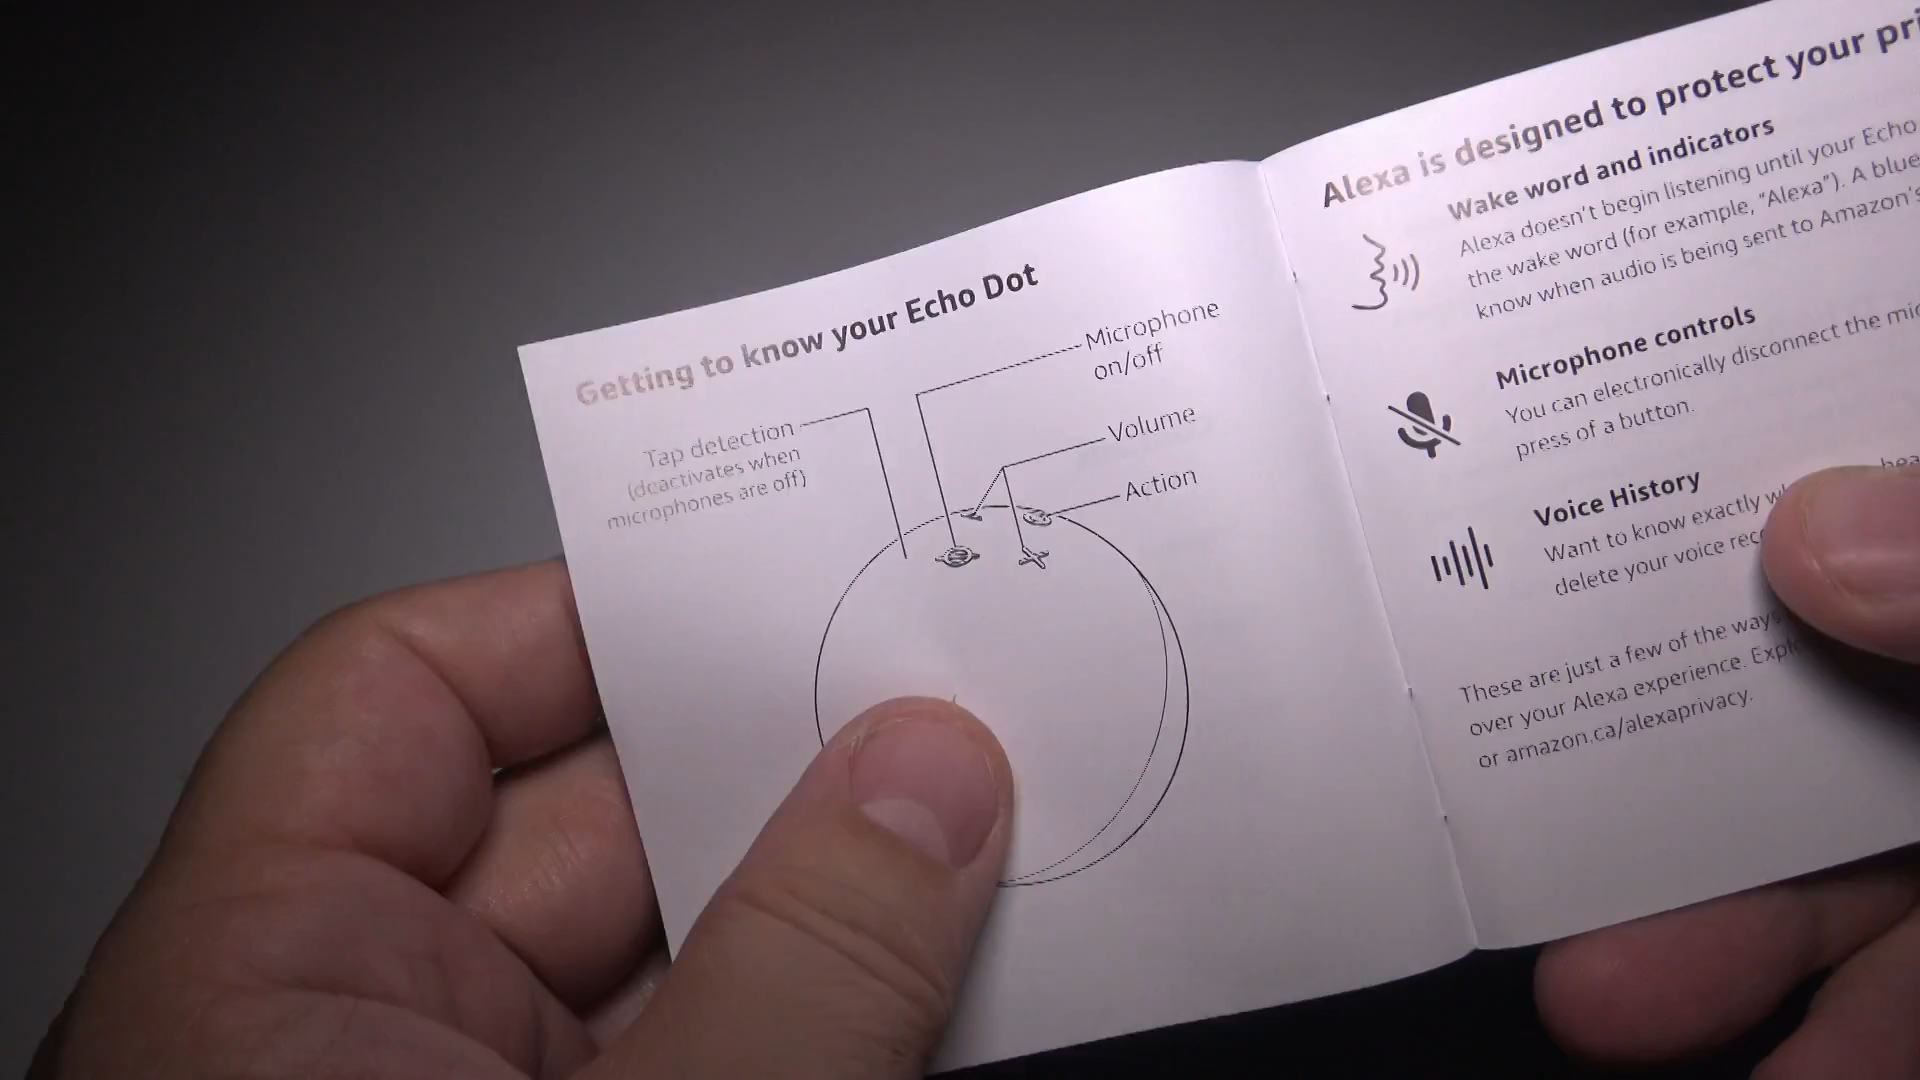 Getting to know your Echo Dot
Microphone
on/off
Tap detection
(deactivates when
microphones are off)
Volume
Action
Alexa is designed to protect your
Wake word and indicators
Alexa doesn't begin listening until your Echo
the wake word (for example, "Alexa"). A blue
know when audio is being sent to Amazon's
Microphone controls
You can electronically disconnect the
press of a button.
Voice History
Want to know exactly
delete your voice
These are just a few of the ways
over your Alexa experience.
or amazon.ca/alexaprivacy.